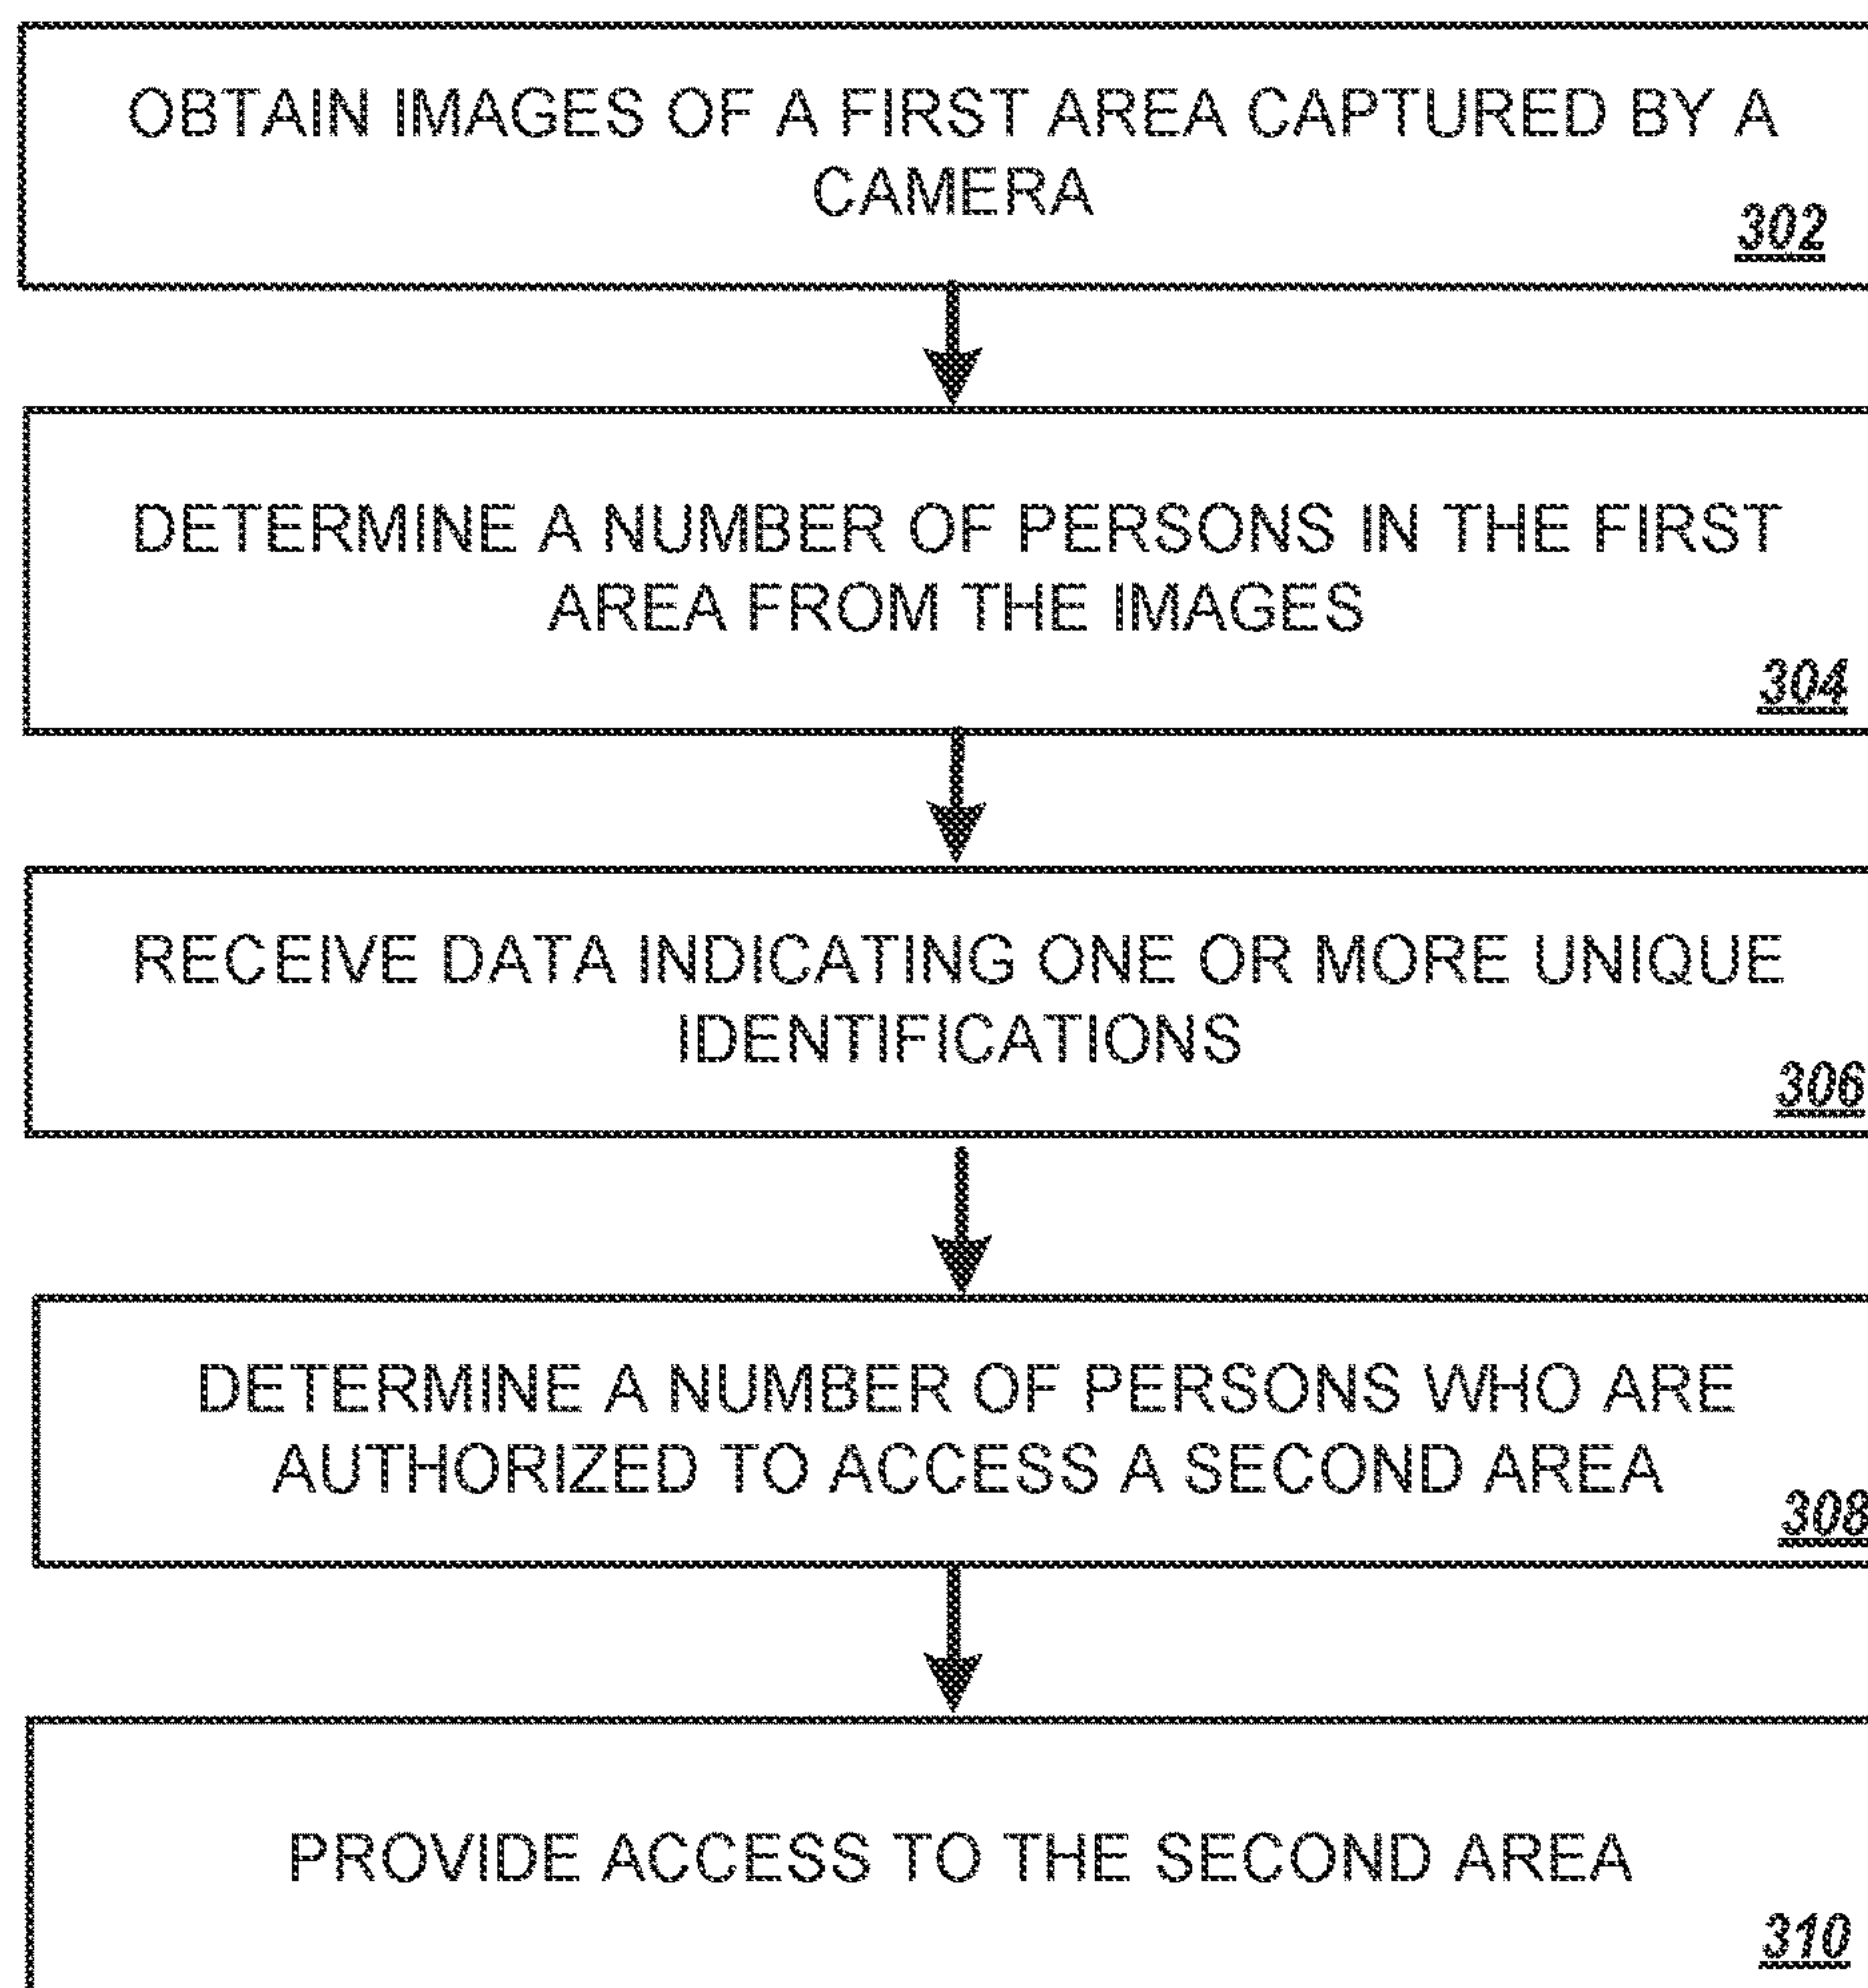 OBTAIN IMAGES OF A FIRST AREA CAPTURED BY A
CAMERA
302
DETERMINE A NUMBER OF PERSONS IN THE FIRST
AREA FROM THE IMAGES
304
RECEIVE DATA INDICATING ONE OR MORE UNIQUE
IDENTIFICATIONS
306
DETERMINE A NUMBER OF PERSONS WHO ARE
AUTHORIZED TO ACCESS A SECOND AREA
308
PROVIDE ACCESS TO THE SECOND AREA
310